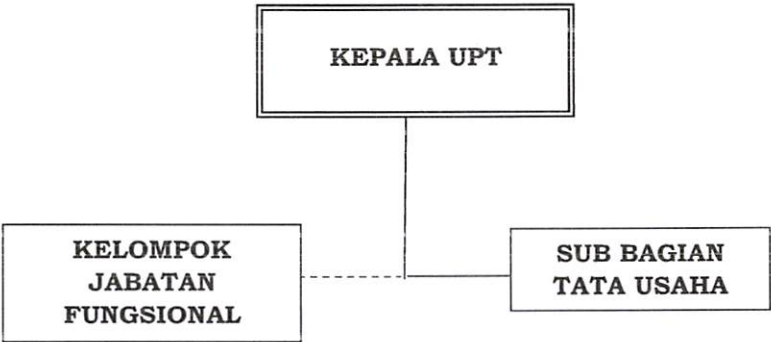 KEPALA UPT
KELOMPOK
JABATAN
FUNGSIONAL
SUB BAGIAN
TATA USAHA